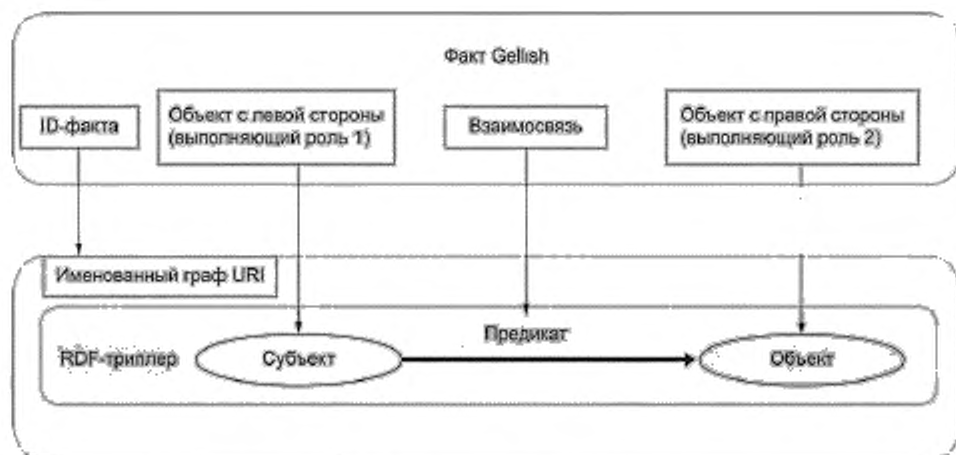 Факт Gellish
ID-факта
Объект с левой стороны
(выполняющий роль 1)
Взаимосвязь
Объект с правой стороны
(выполняющий роль 2)
Именованный граф URI
Предикат
RDF-триплер
Субъект
Объект